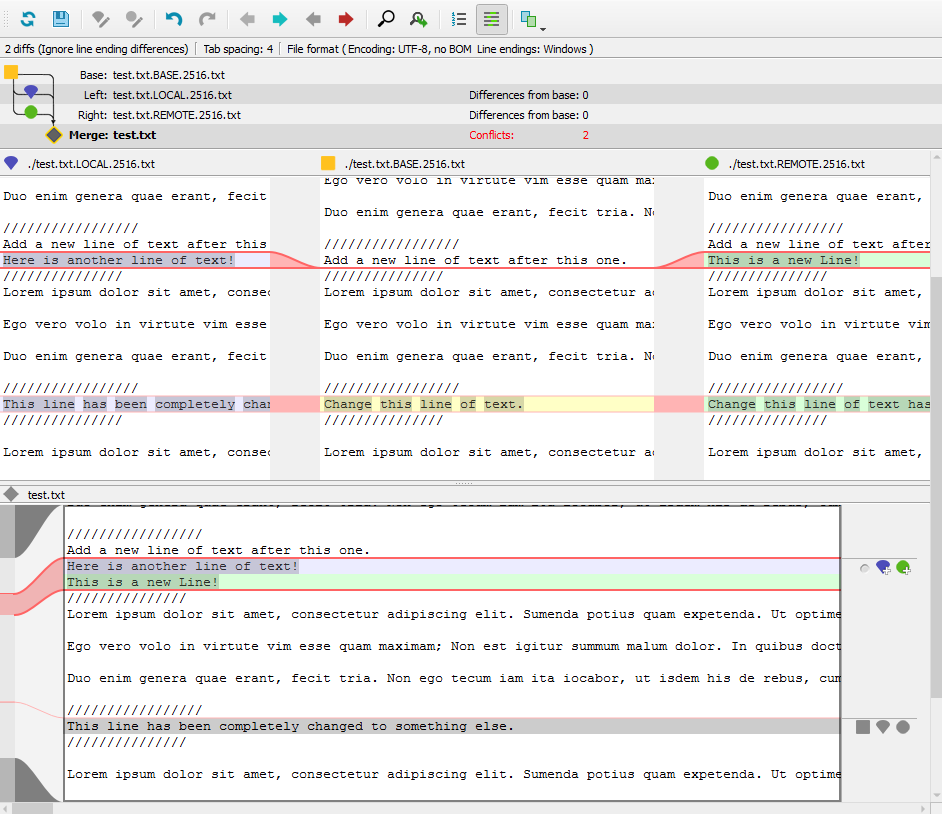 2 diffs (Ignore line ending differences) Tab spacing: 4 File format ( Encoding: UTF-8, no BOM Line endings: Windows )
Base: test.txt.BASE.2516.txt
Left: test.txt.LOCAL.2516.txt Differences from base: 0
Right: test.txt.REMOTE.2516.txt Differences from base: 0
Merge: test.txt Conflicts: 2
./test.txt.LOCAL.2516.txt
Duo enim genera quae erant, fecit
/////////////////
Add a new line of text after this
Here is another line of text!
///////////////
Lorem ipsum dolor sit amet,
Ego vero volo in virtute vim esse
Duo enim genera quae erant, fecit
/////////////////
This line has been completely
///////////////
Lorem ipsum dolor sit amet,
./test.txt.BASE.2516.txt
Ego vero volo in virtute vim esse quam
Duo enim genera quae erant, fecit tria.
/////////////////
Add a new line of text after this one.
///////////////
Lorem ipsum dolor sit amet, consectetur
Ego vero volo in virtute vim esse quam
Duo enim genera quae erant, fecit tria.
/////////////////
Change this line of text.
///////////////
Lorem ipsum dolor sit amet, consectetur
./test.txt.REMOTE.2516.txt
Duo enim genera quae erant,
/////////////////
Add a new line of text after
This is a new Line!
///////////////
Lorem ipsum dolor sit amet,
Ego vero volo in virtute vim
Duo enim genera quae erant,
/////////////////
Change this line of text has
///////////////
Lorem ipsum dolor sit amet,
test.txt
/////////////////
Add a new line of text after this one.
Here is another line of text!
This is a new Line!
///////////////
Lorem ipsum dolor sit amet, consectetur adipiscing elit. Sumenda potius quam expetenda. Ut optime
Ego vero volo in virtute vim esse quam maximam; Non est igitur summum malum dolor. In quibus doct
Duo enim genera quae erant, fecit tria. Non ego tecum iam ita iocabor, ut isdem his de rebus, cum
/////////////////
This line has been completely changed to something else.
///////////////
Lorem ipsum dolor sit amet, consectetur adipiscing elit. Sumenda potius quam expetenda. Ut optime